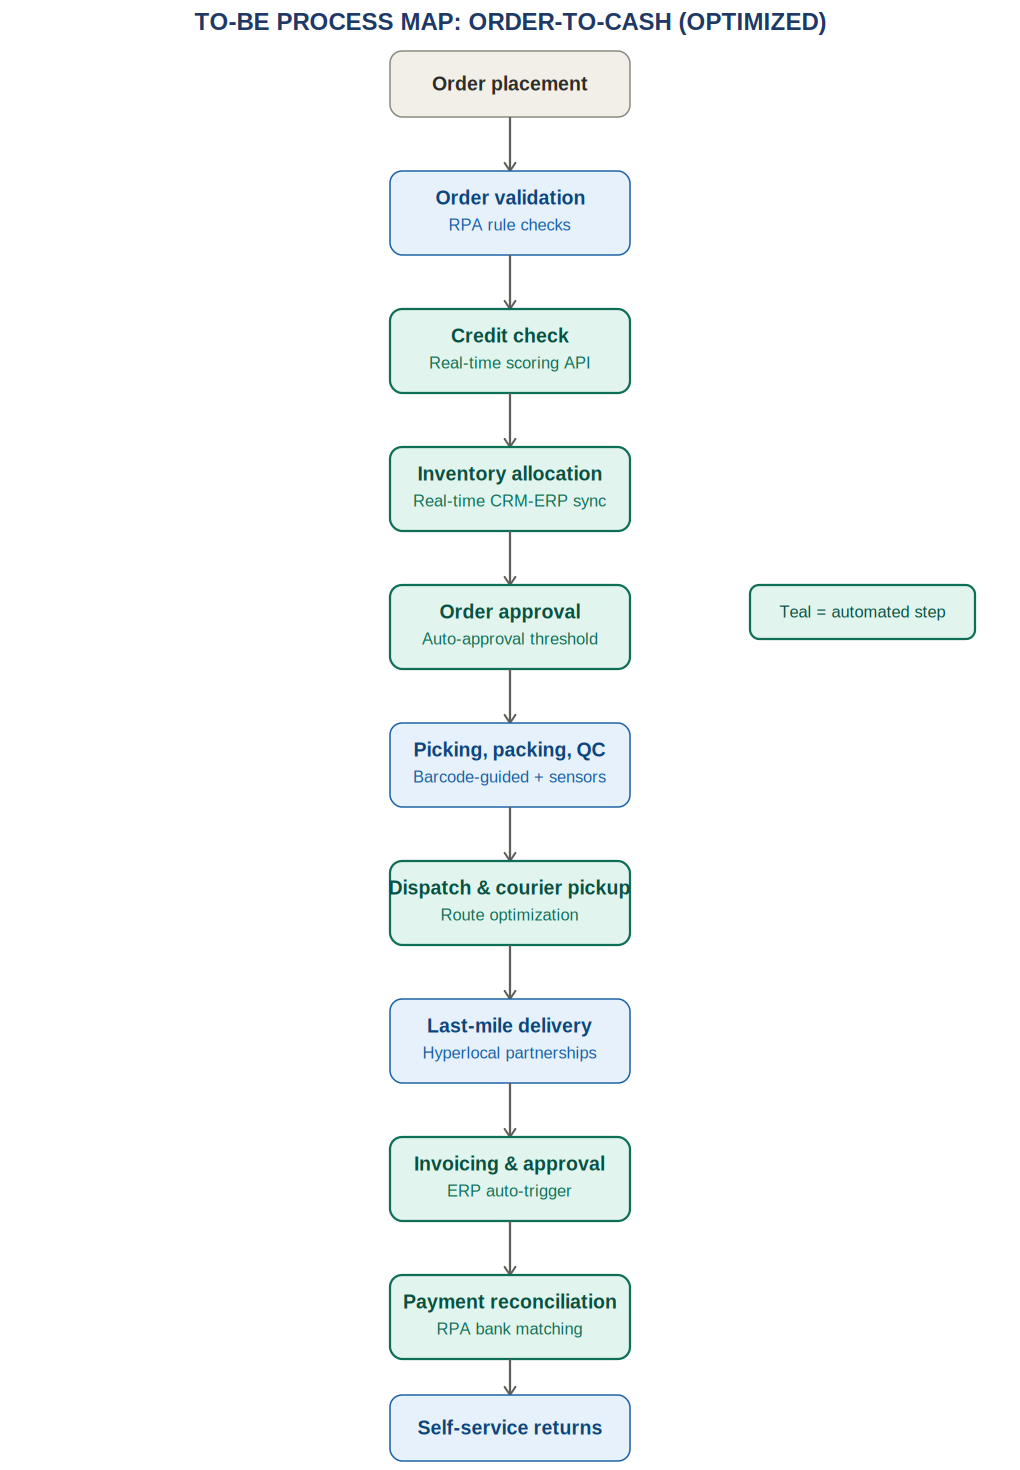 TO-BE PROCESS MAP: ORDER-TO-CASH (OPTIMIZED)
Order placement
Order validation
RPA rule checks
Credit check
Real-time scoring API
Inventory allocation
Real-time CRM-ERP sync
Order approval
Auto-approval threshold
Teal = automated step
Picking, packing, QC
Barcode-guided + sensors
Dispatch & courier pickup
Route optimization
Last-mile delivery
Hyperlocal partnerships
Invoicing & approval
ERP auto-trigger
Payment reconciliation
RPA bank matching
Self-service returns